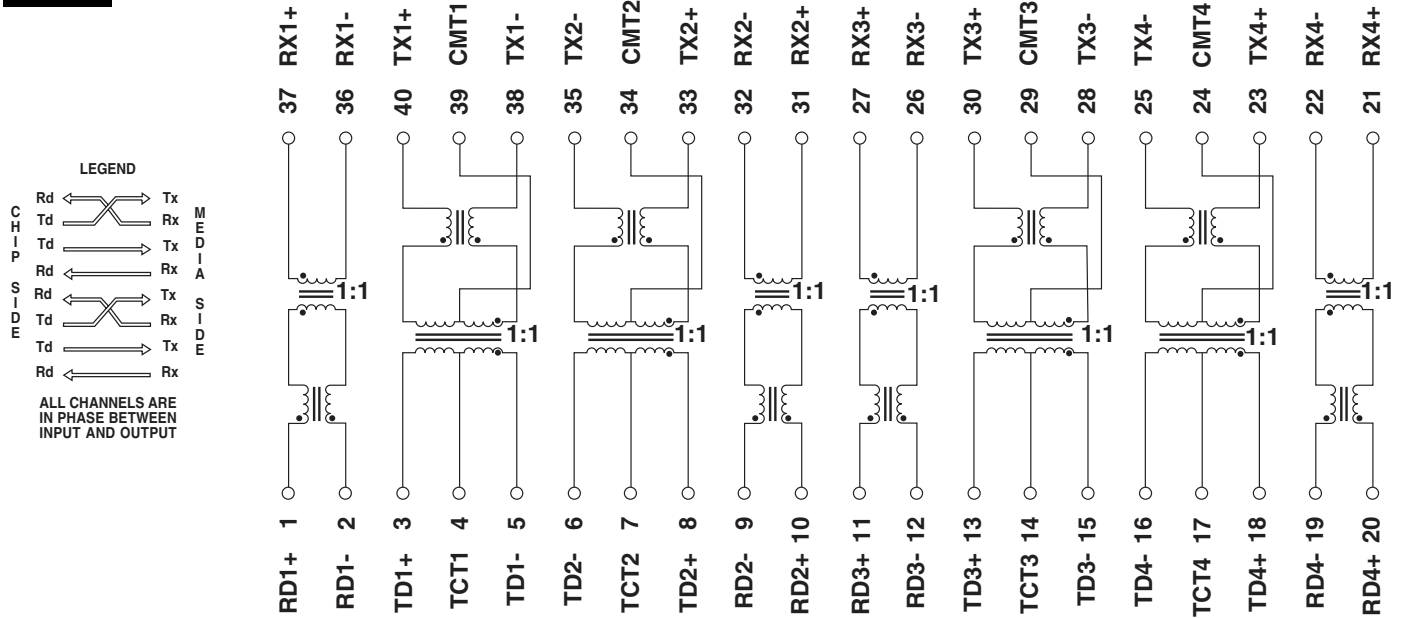 RX1+ RX1- TX1+ CMT1 TX1- TX2- CMT2 TX2+ RX2- RX2+ RX3+ RX3- TX3+ CMT3 TX3- TX4- CMT4 TX4+ RX4- RX4+
37 36 40 39 38 35 34 33 32 31 27 26 30 29 28 25 24 23 22 21
LEGEND
CHIP SIDE
MEDIA SIDE
Rd Tx
Td Rx
Td Tx
Rd Rx
Rd Tx
Td Rx
Td Tx
Rd Rx
ALL CHANNELS ARE
IN PHASE BETWEEN
INPUT AND OUTPUT
1:1 1:1 1:1 1:1 1:1 1:1 1:1 1:1
1 2 3 4 5 6 7 8 9 10 11 12 13 14 15 16 17 18 19 20
RD1+ RD1- TD1+ TCT1 TD1- TD2- TCT2 TD2+ RD2- RD2+ RD3+ RD3- TD3+ TCT3 TD3- TD4- TCT4 TD4+ RD4- RD4+